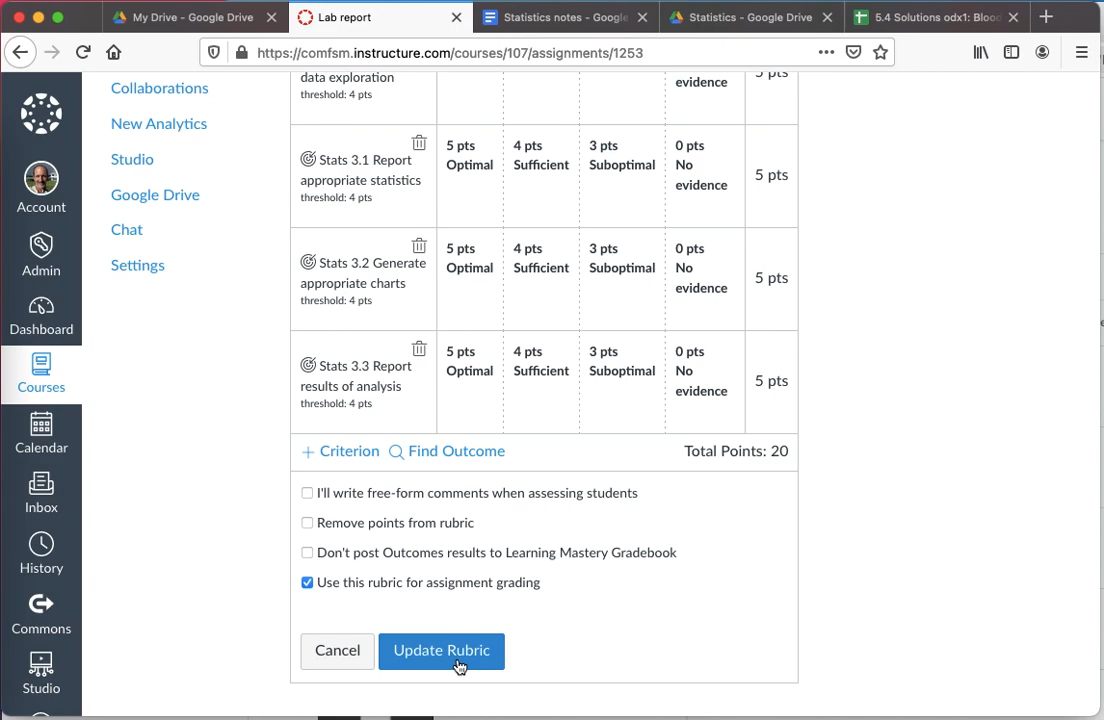 My Drive - Google Drive
Lab report
Statistics notes - Google
Statistics - Google Drive
5.4 Solutions odx1: Blood
https://comfsm.instructure.com/courses/107/assignments/1253
Account
Admin
Dashboard
Courses
Calendar
Inbox
History
Commons
Studio
Collaborations
New Analytics
Studio
Google Drive
Chat
Settings
data exploration
threshold: 4 pts
evidence
5 pts
Stats 3.1 Report
appropriate statistics
threshold: 4 pts
5 pts
Optimal
4 pts
Sufficient
3 pts
Suboptimal
0 pts
No
evidence
5 pts
Stats 3.2 Generate
appropriate charts
threshold: 4 pts
5 pts
Optimal
4 pts
Sufficient
3 pts
Suboptimal
0 pts
No
evidence
5 pts
Stats 3.3 Report
results of analysis
threshold: 4 pts
5 pts
Optimal
4 pts
Sufficient
3 pts
Suboptimal
0 pts
No
evidence
5 pts
+ Criterion Find Outcome Total Points: 20
I'll write free-form comments when assessing students
Remove points from rubric
Don't post Outcomes results to Learning Mastery Gradebook
Use this rubric for assignment grading
Cancel Update Rubric